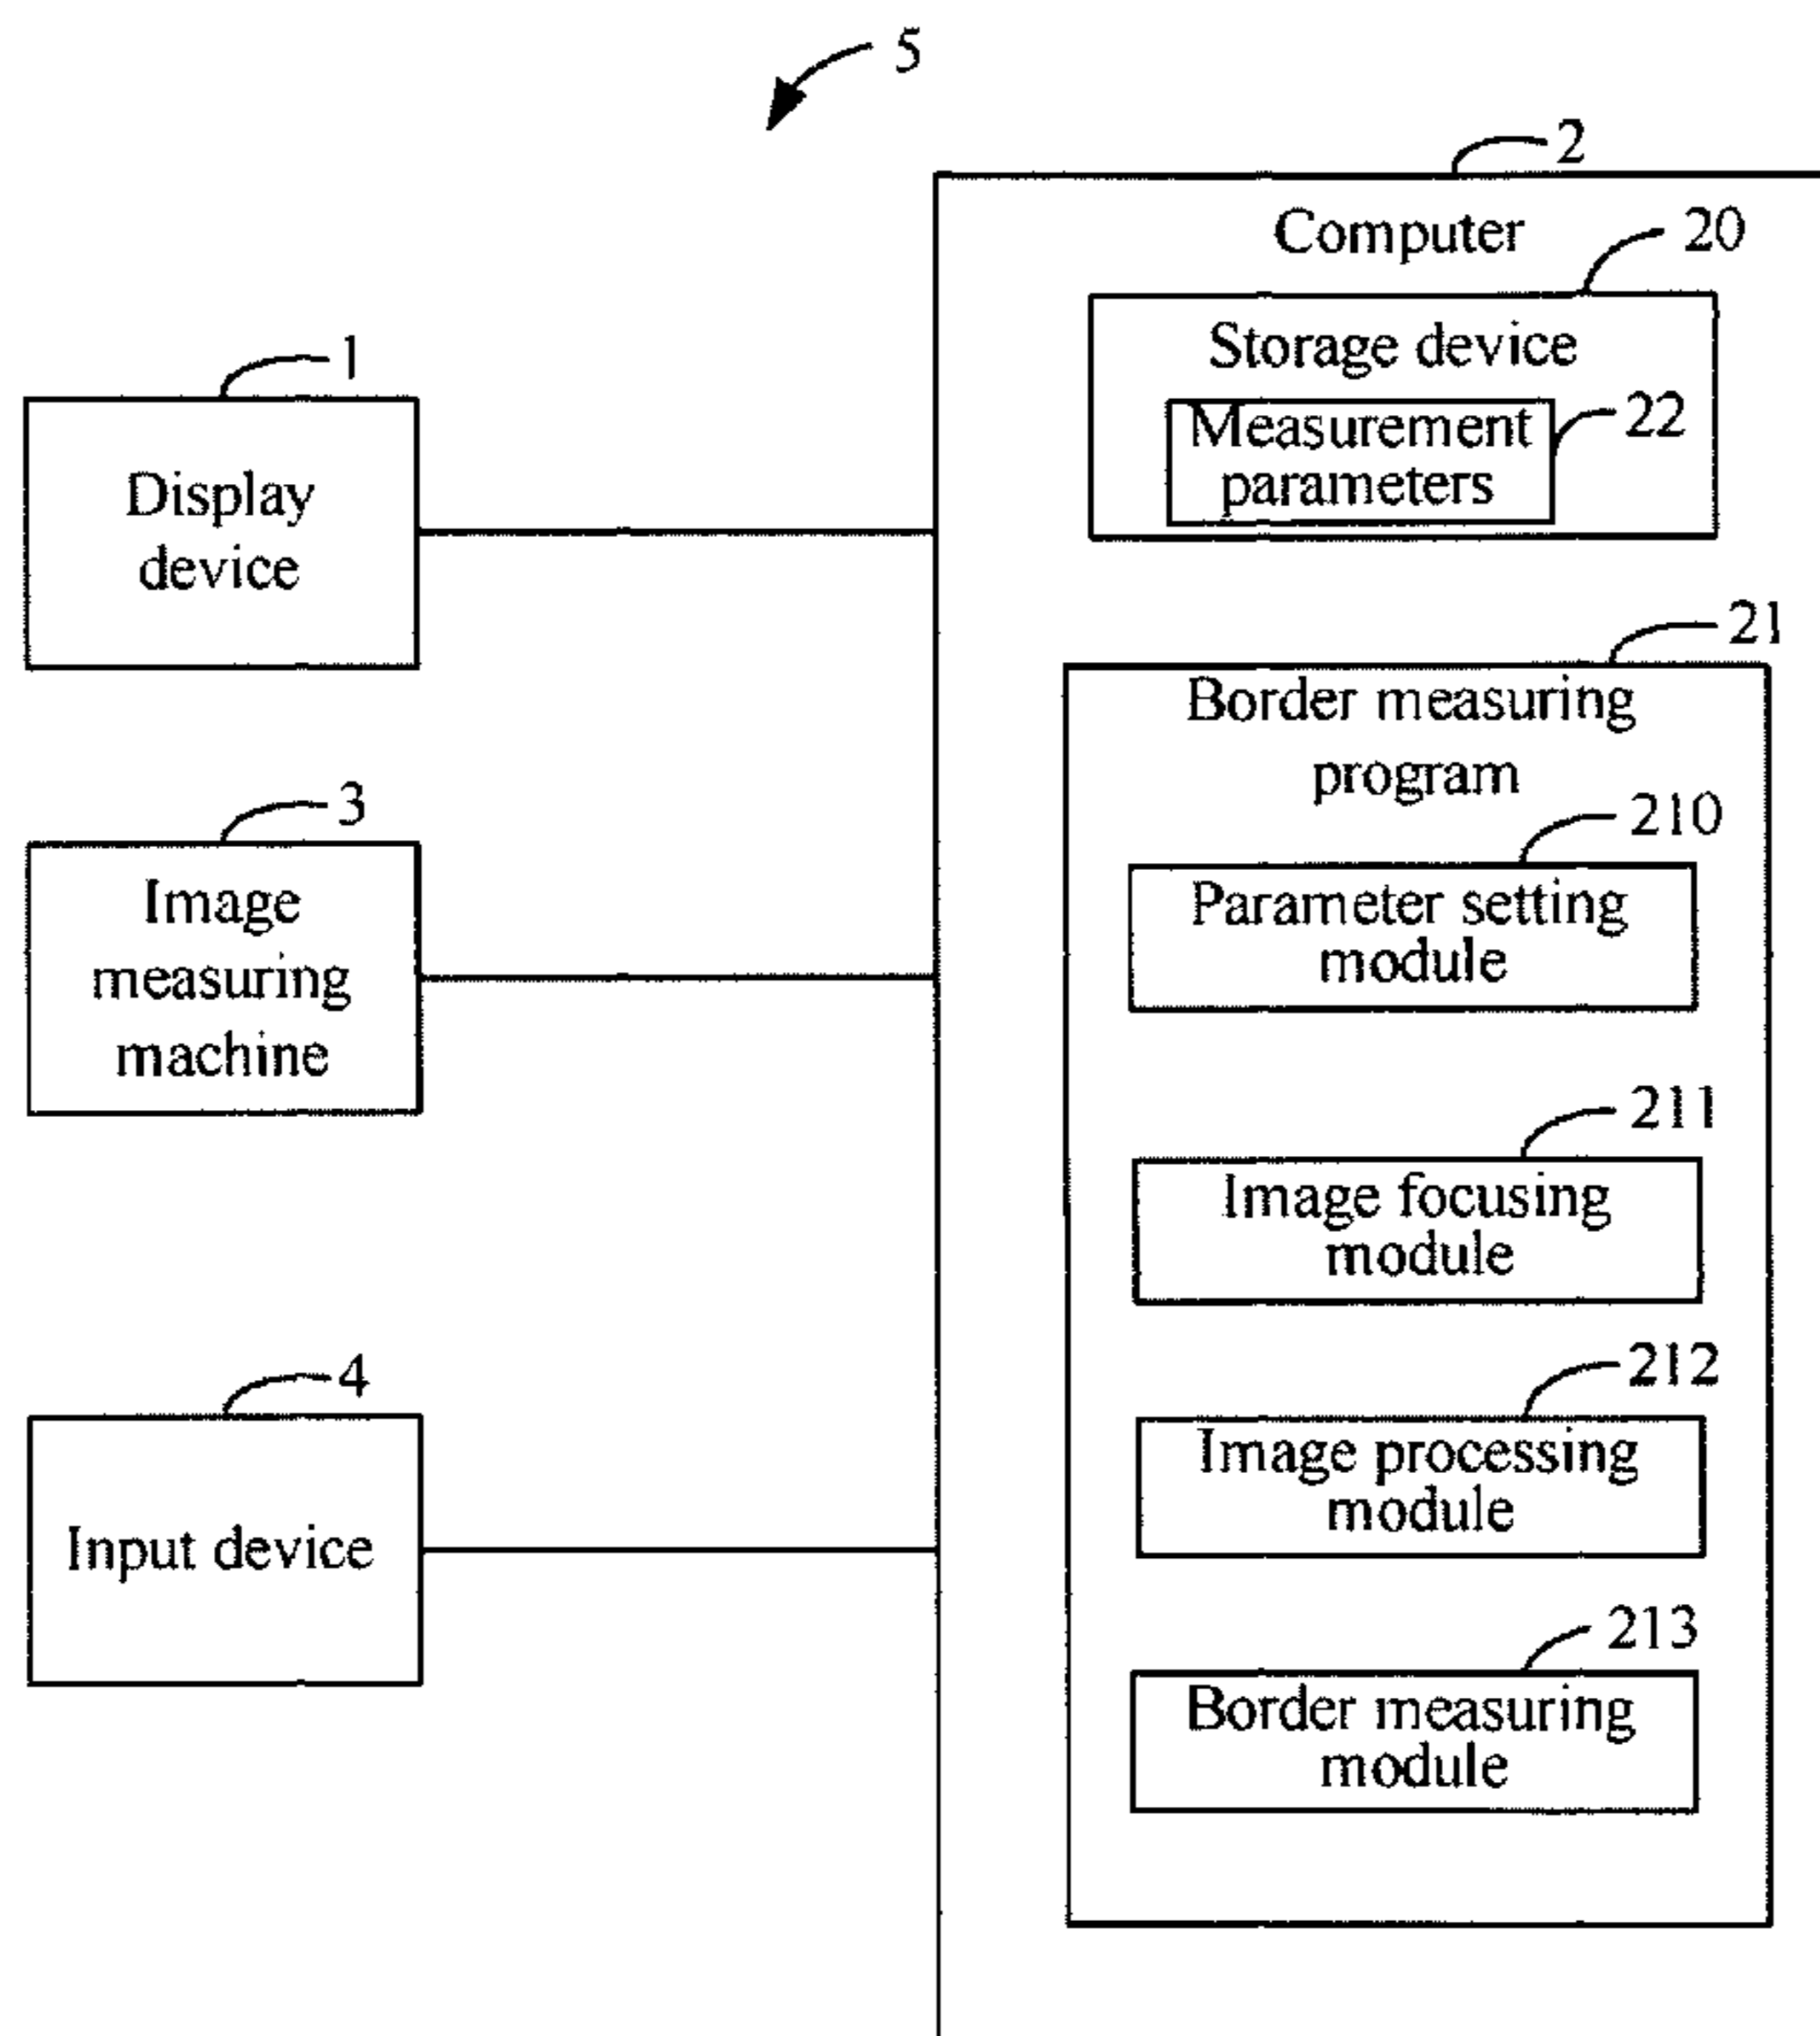 5
2
Computer
20
Storage device
22
Measurement
parameters
1
Display
device
21
Border measuring
program
3
Image
measuring
machine
210
Parameter setting
module
211
Image focusing
module
4
Input device
212
Image processing
module
213
Border measuring
module